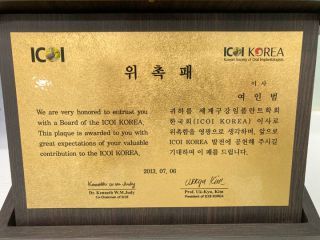 ICOI
ICOI KOREA
Korean Society of Oral Implantologists
위 촉 패
이 사
여 인 범
We are very honored to entrust you
with a Board of the ICOI KOREA.
This plaque is awarded to you with
great expectations of your valuable
contribution to the ICOI KOREA.
귀하를 세계구강임플란트학회
한국회(ICOI KOREA) 이사로
위촉함을 영광으로 생각하며, 앞으로
ICOI KOREA 발전에 공헌해 주시길
기대하며 이 패를 드립니다.
2013. 07. 06
Dr. Kenneth W.M.Judy
Co-Chairman of ICOI
Prof. Ui-Kyu, Kim
President of ICOI KOREA